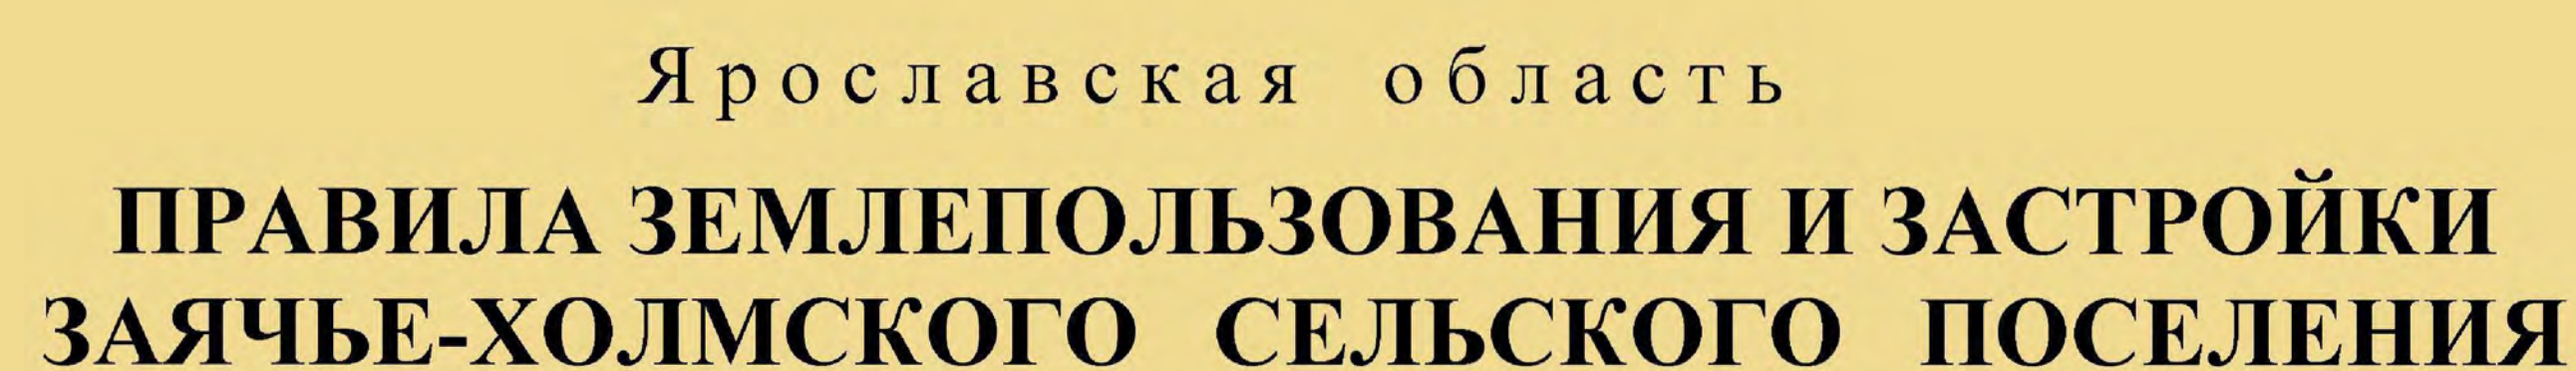 Ярославская область
ПРАВИЛА ЗЕМЛЕПОЛЬЗОВАНИЯ И ЗАСТРОЙКИ
ЗАЯЧЬЕ-ХОЛМСКОГО СЕЛЬСКОГО ПОСЕЛЕНИЯ